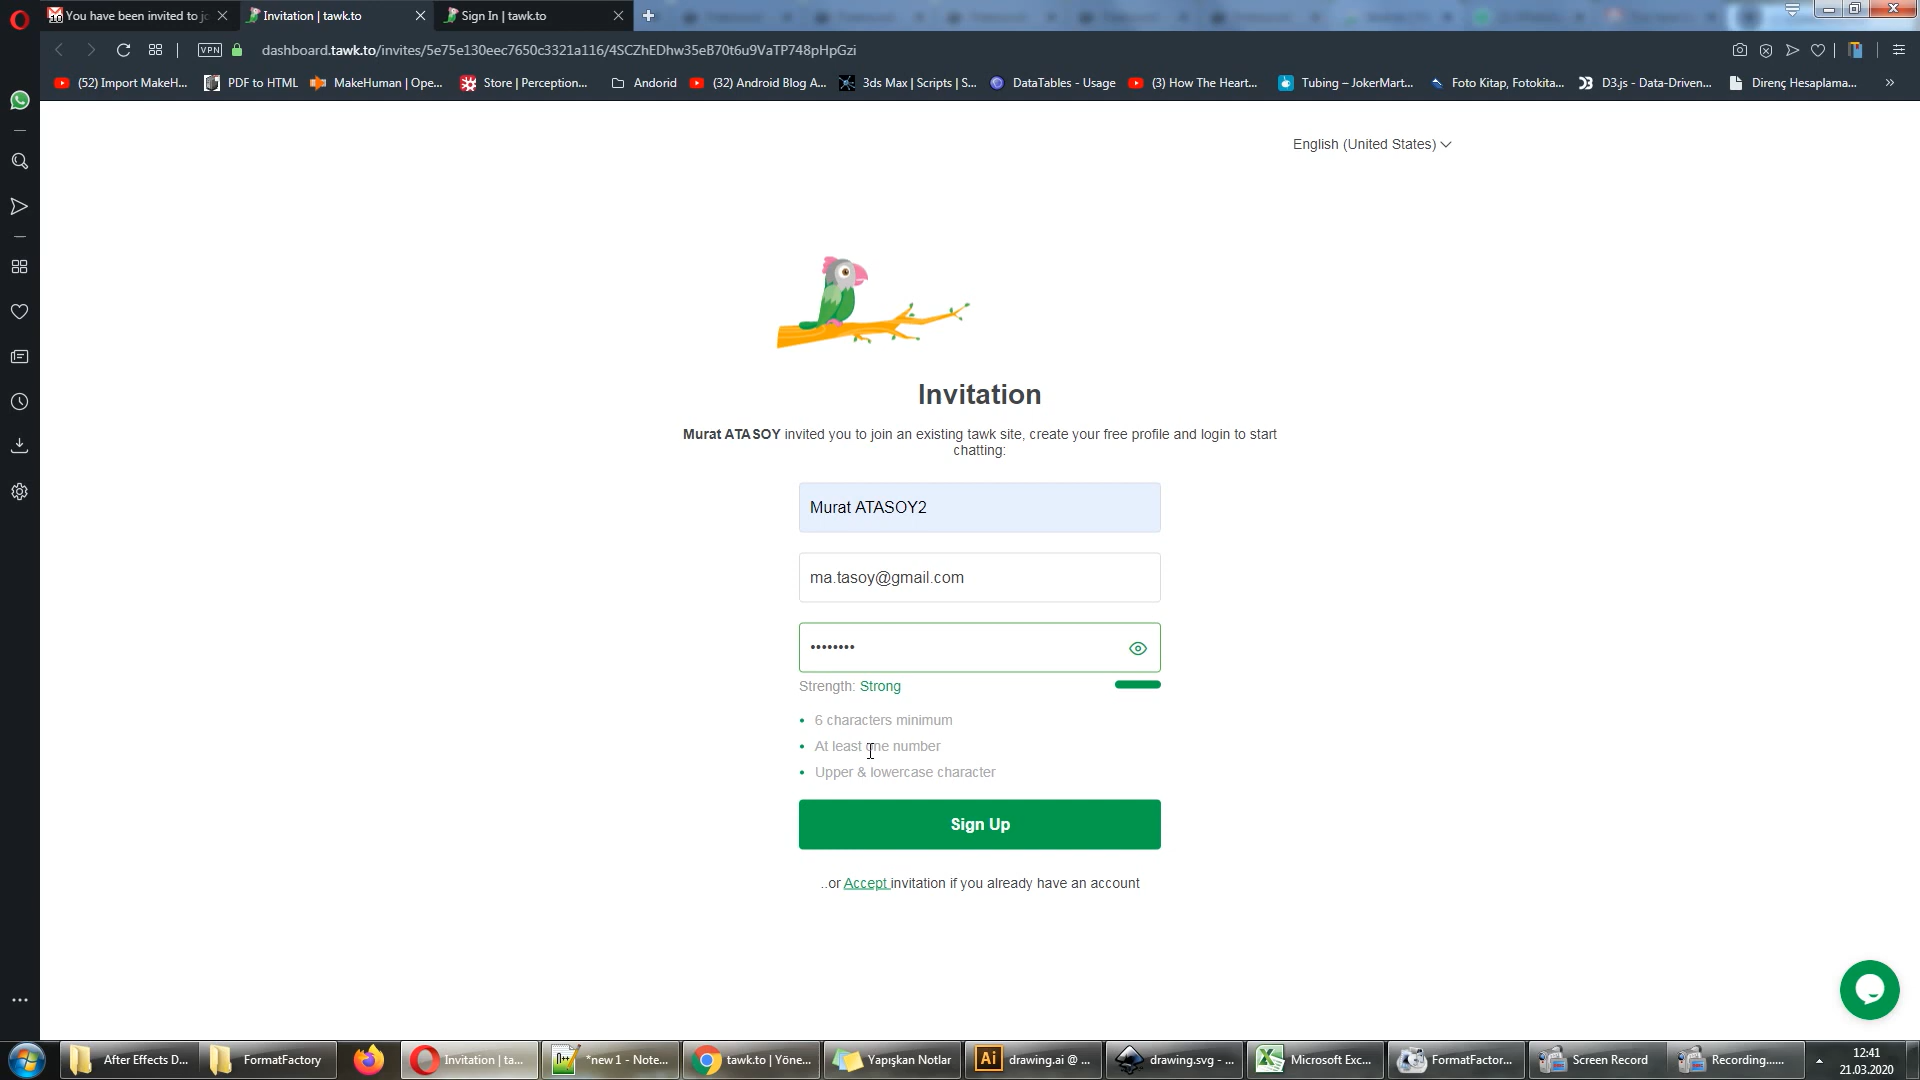 10 You have been invited to jo
Invitation | tawk.to
Sign In | tawk.to
VPN
dashboard.tawk.to/invites/5e75e130eec7650c3321a116/4SCZhEDhw35eB70t6u9VaTP748pHpGzi
(52) Import MakeH...
PDF to HTML
MakeHuman | Ope...
Store | Perception...
Andorid
(32) Android Blog A...
3ds Max | Scripts | S...
DataTables - Usage
(3) How The Heart...
Tubing – JokerMart...
Foto Kitap, Fotokita...
D3.js - Data-Driven...
Direnç Hesaplama...
English (United States)
Invitation
Murat ATASOY invited you to join an existing tawk site, create your free profile and login to start
chatting:
Murat ATASOY2
ma.tasoy@gmail.com
••••••••
Strength: Strong
• 6 characters minimum
• At least one number
• Upper & lowercase character
Sign Up
..or Accept invitation if you already have an account
After Effects D...
FormatFactory
Invitation | ta...
*new 1 - Note...
tawk.to | Yöne...
Yapışkan Notlar
Ai drawing.ai @ ...
drawing.svg - ...
Microsoft Exc...
FormatFactor...
Screen Record
Recording......
12:41
21.03.2020